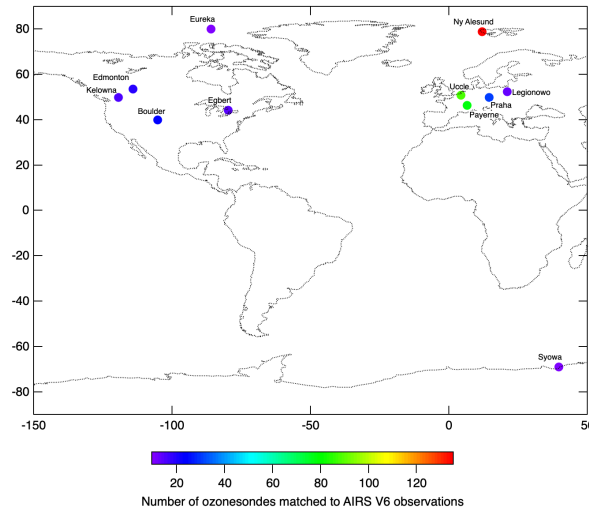 80
60
40
20
0
-20
-40
-60
-80
Eureka
Ny Alesund
Edmonton
Kelowna
Boulder
Egbert
Uccle
Legionowo
Praha
Payerne
Syowa
-150 -100 -50 0 50
20 40 60 80 100 120
Number of ozonesondes matched to AIRS V6 observations